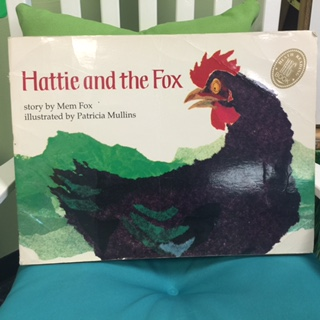 Hattie and the Fox
story by Mem Fox
illustrated by Patricia Mullins